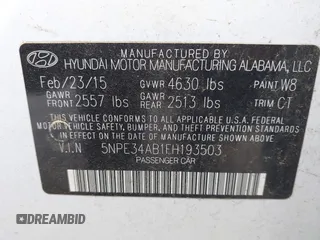 MANUFACTURED BY
HYUNDAI MOTOR MANUFACTURING ALABAMA, LLC
Feb/23/15 GVWR 4630 lbs PAINT W8
GAWR FRONT 2557 lbs GAWR REAR 2513 lbs TRIM CT
THIS VEHICLE CONFORMS TO ALL APPLICABLE U.S.A. FEDERAL
MOTOR VEHICLE SAFETY, BUMPER, AND THEFT PREVENTION STANDARDS
IN EFFECT ON THE DATE OF MANUFACTURE SHOWN ABOVE.
V.I.N 5NPE34AB1FH193503
PASSENGER CAR
DREAMBID.COM